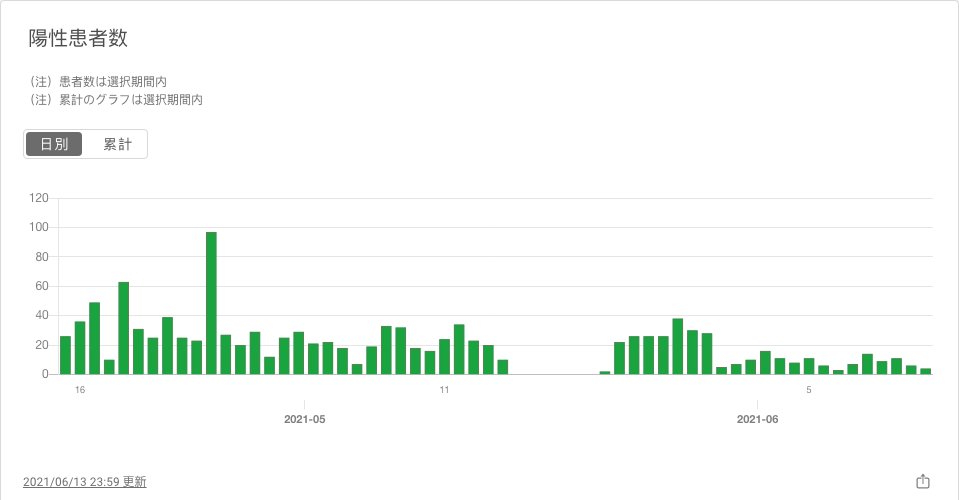 陽性患者数
（注）患者数は選択期間内
（注）累計のグラフは選択期間内
日別 累計
120
100
80
60
40
20
0
16 11 5
2021-05 2021-06
2021/06/13 23:59 更新